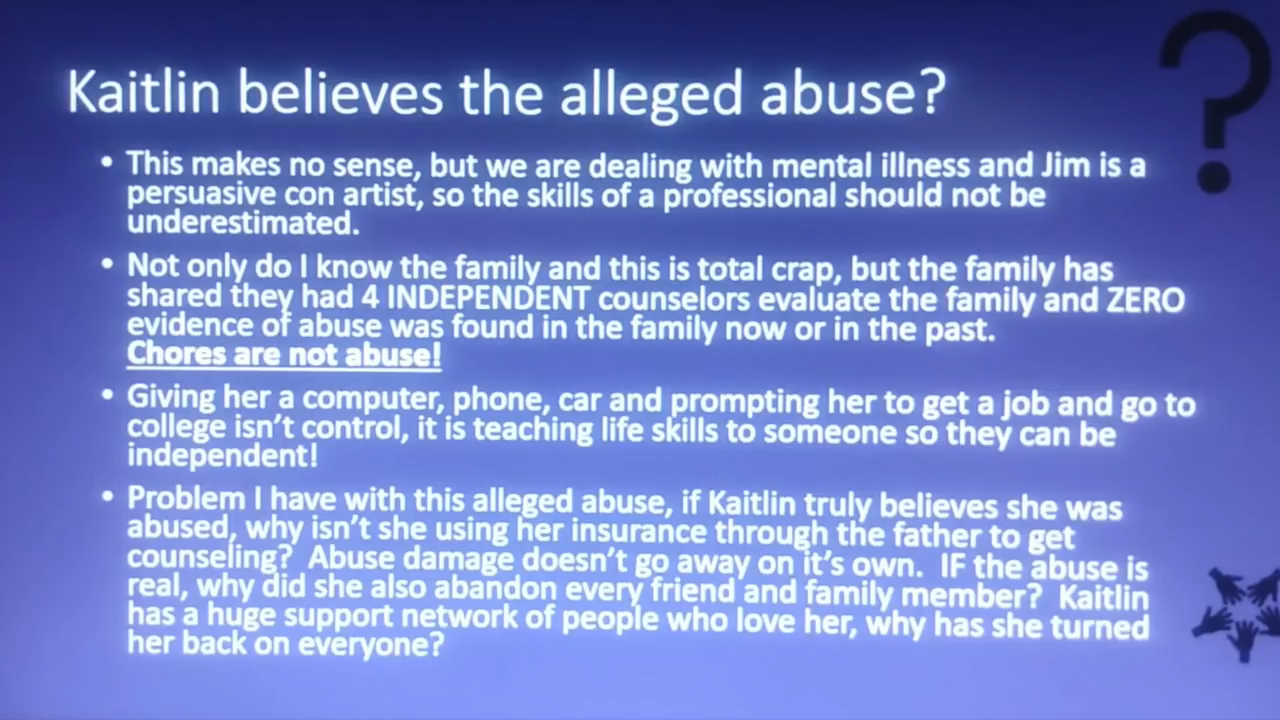 Kaitlin believes the alleged abuse?
• This makes no sense, but we are dealing with mental illness and Jim is a
persuasive con artist, so the skills of a professional should not be
underestimated.
• Not only do I know the family and this is total crap, but the family has
shared they had 4 INDEPENDENT counselors evaluate the family and ZERO
evidence of abuse was found in the family now or in the past.
Chores are not abuse!
• Giving her a computer, phone, car and prompting her to get a job and go to
college isn't control, it is teaching life skills to someone so they can be
independent!
• Problem I have with this alleged abuse, if Kaitlin truly believes she was
abused, why isn't she using her insurance through the father to get
counseling? Abuse damage doesn't go away on it's own. IF the abuse is
real, why did she also abandon every friend and family member? Kaitlin
has a huge support network of people who love her, why has she turned
her back on everyone?
?